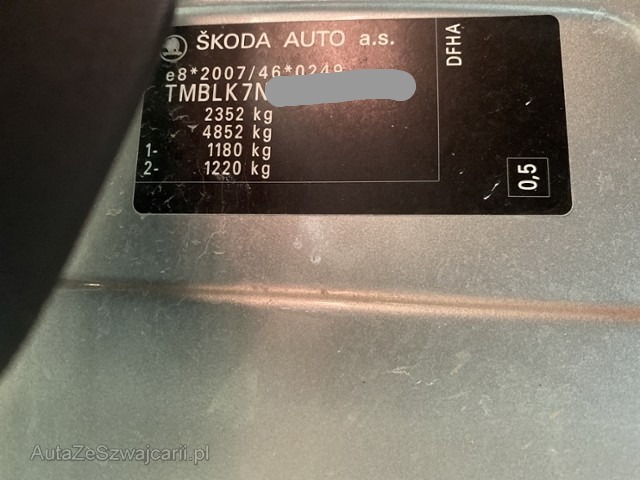 ŠKODA AUTO a.s.
e8*2007/46*0249
TMBLK7N
2352 kg
4852 kg
1- 1180 kg
2- 1220 kg
DFHA
0,5
AutaZeSzwajcarii.pl